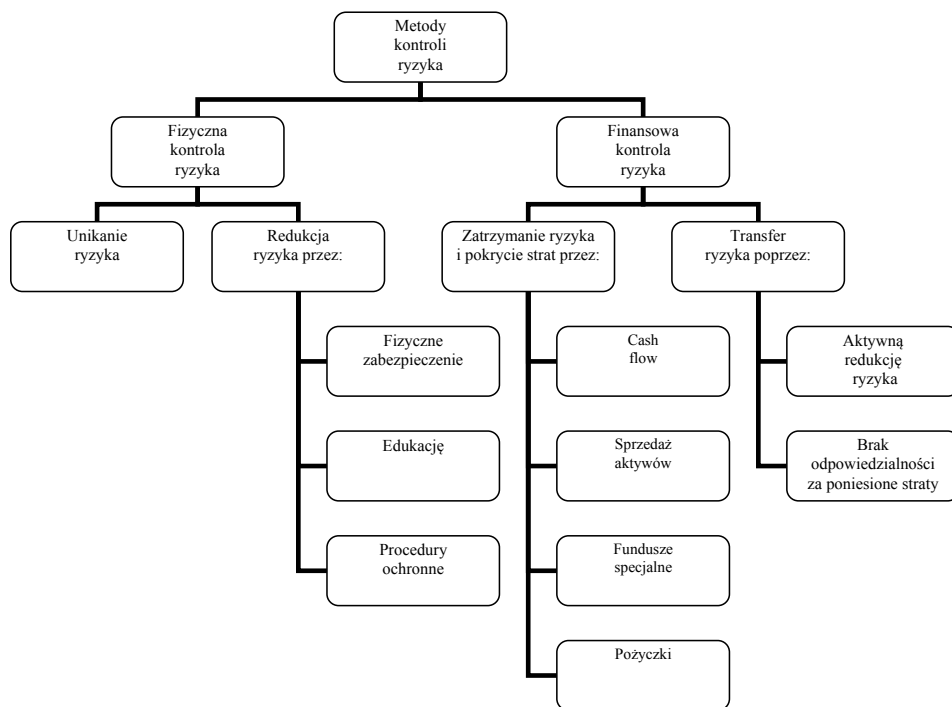 Metody
kontroli
ryzyka
Fizyczna
kontrola
ryzyka
Finansowa
kontrola
ryzyka
Unikanie
ryzyka
Redukcja
ryzyka przez:
Zatrzymanie ryzyka
i pokrycie strat przez:
Transfer
ryzyka poprzez:
Fizyczne
zabezpieczenie
Cash
flow
Aktywną
redukcję
ryzyka
Edukację
Sprzedaż
aktywów
Brak
odpowiedzialności
za poniesione straty
Procedury
ochronne
Fundusze
specjalne
Pożyczki